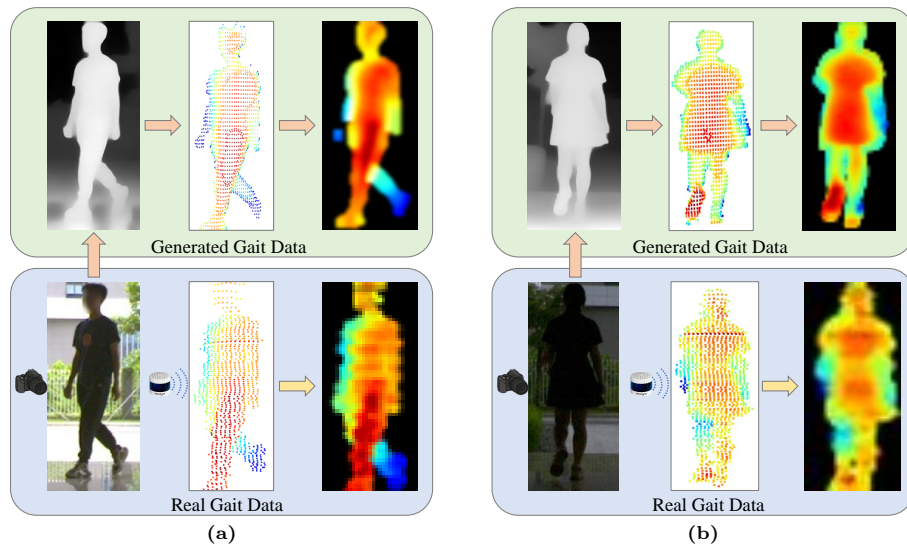 Generated Gait Data
Real Gait Data
(a)
Generated Gait Data
Real Gait Data
(b)